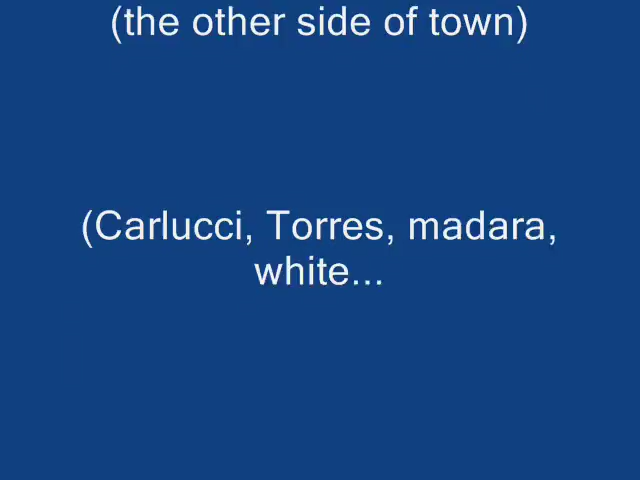 (the other side of town)
(Carlucci, Torres, madara,
white...